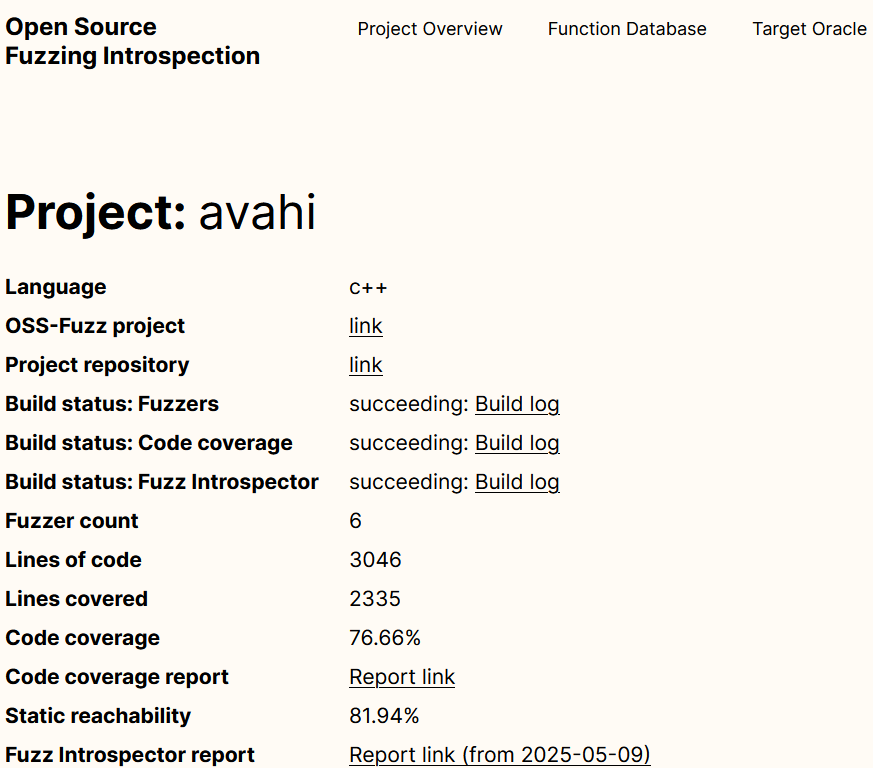 Open Source
Fuzzing Introspection
Project Overview Function Database Target Oracle
Project: avahi
Language c++
OSS-Fuzz project link
Project repository link
Build status: Fuzzers succeeding: Build log
Build status: Code coverage succeeding: Build log
Build status: Fuzz Introspector succeeding: Build log
Fuzzer count 6
Lines of code 3046
Lines covered 2335
Code coverage 76.66%
Code coverage report Report link
Static reachability 81.94%
Fuzz Introspector report Report link (from 2025-05-09)